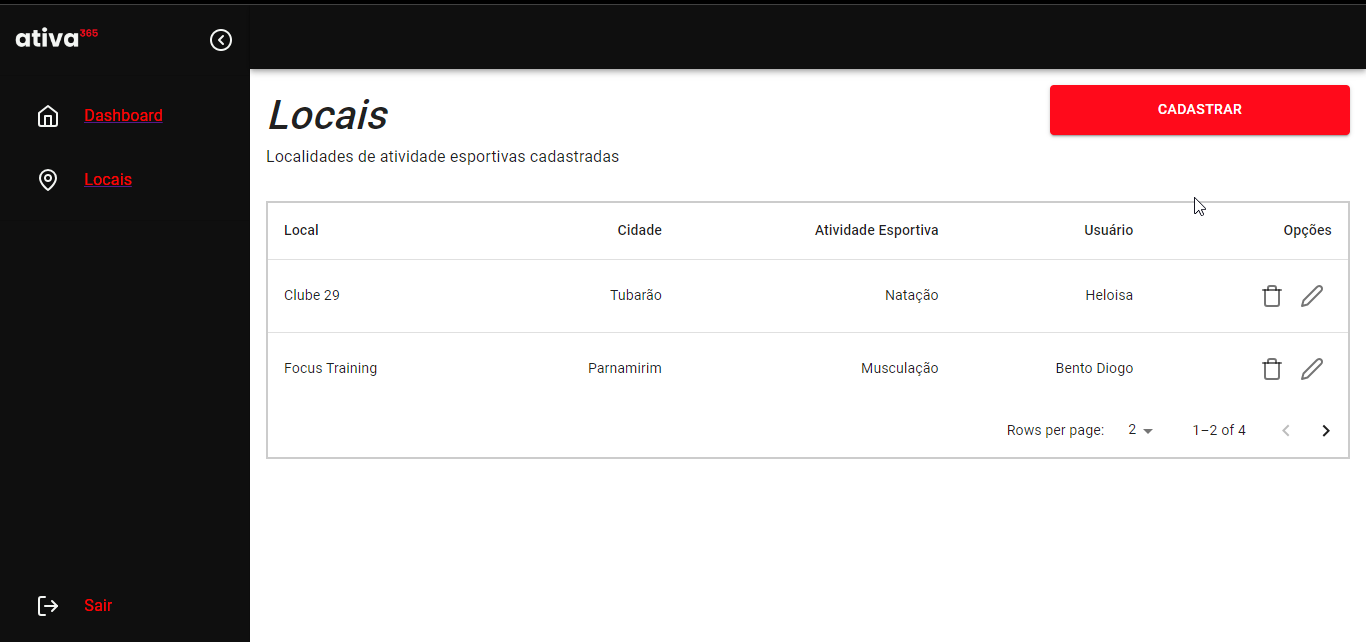 ativa365
Dashboard
Locais
Sair
Locais
CADASTRAR
Localidades de atividade esportivas cadastradas
Local Cidade Atividade Esportiva Usuário Opções
Clube 29 Tubarão Natação Heloisa
Focus Training Parnamirim Musculação Bento Diogo
Rows per page: 2 1–2 of 4